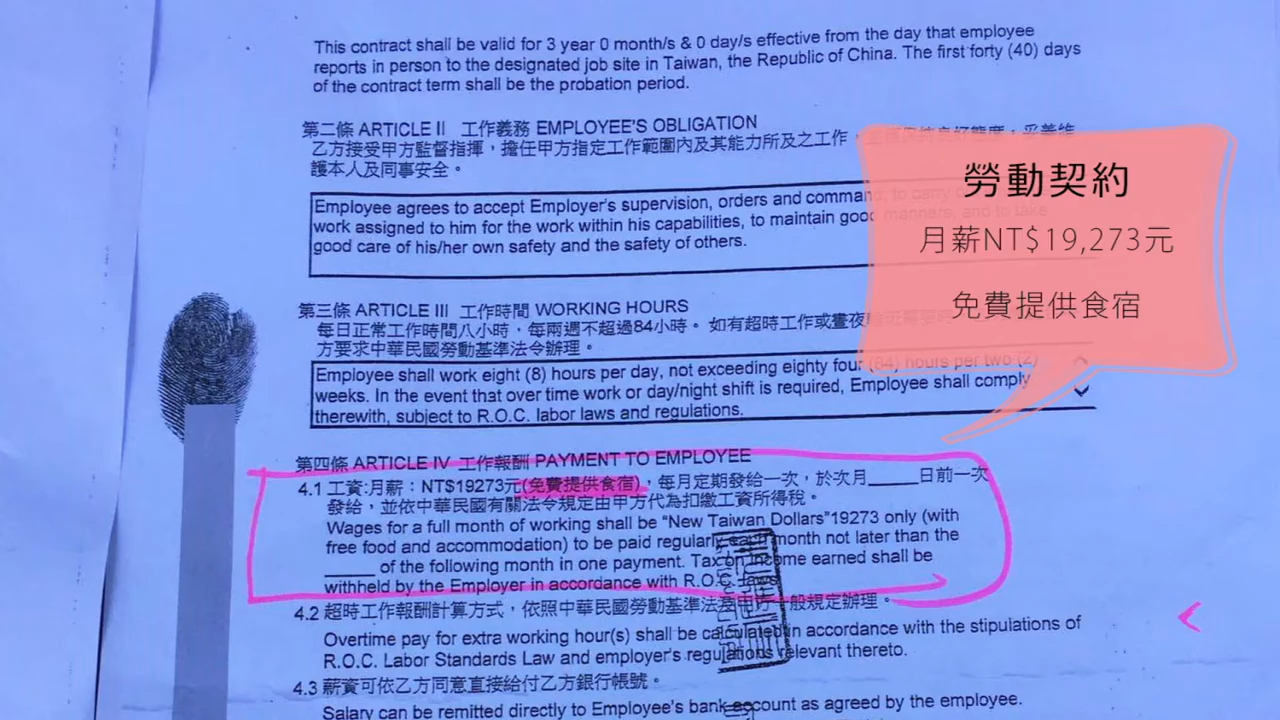 This contract shall be valid for 3 year 0 month/s & 0 day/s effective from the day that employee
reports in person to the designated job site in Taiwan, the Republic of China. The first forty (40) days
of the contract term shall be the probation period.
第二條 ARTICLE II 工作義務 EMPLOYEE'S OBLIGATION
乙方接受甲方監督指揮，擔任甲方指定工作範圍內及其能力所及之工作，
護本人及同事安全。
Employee agrees to accept Employer's supervision, orders and command, to carry
work assigned to him for the work within his capabilities, to maintain good manners, and to take
good care of his/her own safety and the safety of others.
第三條 ARTICLE III 工作時間 WORKING HOURS
每日正常工作時間八小時，每兩週不超過84小時。如有超時工作或晝夜
方要求中華民國勞動基準法令辦理。
Employee shall work eight (8) hours per day, not exceeding eighty four (84) hours per two (2)
weeks. In the event that over time work or day/night shift is required, Employee shall comply
therewith, subject to R.O.C. labor laws and regulations.
第四條 ARTICLE IV 工作報酬 PAYMENT TO EMPLOYEE
4.1 工資:月薪：NT$19273元(免費提供食宿)，每月定期發給一次，於次月_____日前一次
發給，並依中華民國有關法令規定由甲方代為扣繳工資所得稅。
Wages for a full month of working shall be “New Taiwan Dollars”19273 only (with
free food and accommodation) to be paid regularly each month not later than the
_____ of the following month in one payment. Tax on income earned shall be
withheld by the Employer in accordance with R.O.C. laws
4.2 超時工作報酬計算方式，依照中華民國勞動基準法及甲方一般規定辦理。
Overtime pay for extra working hour(s) shall be calculated in accordance with the stipulations of
R.O.C. Labor Standards Law and employer's regulations relevant thereto.
4.3 薪資可依乙方同意直接給付乙方銀行帳號。
Salary can be remitted directly to Employee's bank account as agreed by the employee.
勞動契約
月薪NT$19,273元
免費提供食宿